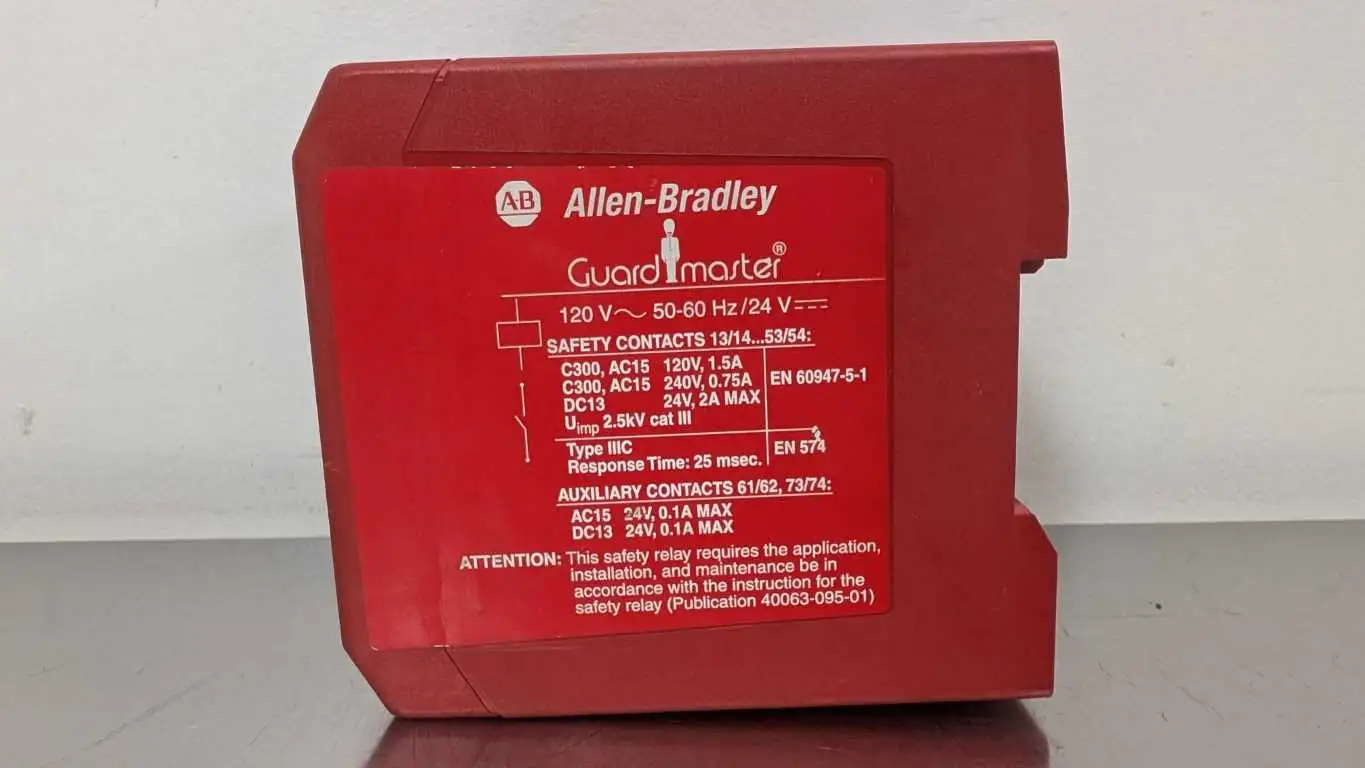 A-B Allen-Bradley
Guardmaster®
120 V~ 50-60 Hz/24 V⎓
SAFETY CONTACTS 13/14...53/54:
C300, AC15 120V, 1.5A
C300, AC15 240V, 0.75A EN 60947-5-1
DC13 24V, 2A MAX
Uimp 2.5kV cat III
Type IIIC EN 574
Response Time: 25 msec.
AUXILIARY CONTACTS 61/62, 73/74:
AC15 24V, 0.1A MAX
DC13 24V, 0.1A MAX
ATTENTION: This safety relay requires the application,
installation, and maintenance be in
accordance with the instruction for the
safety relay (Publication 40063-095-01)